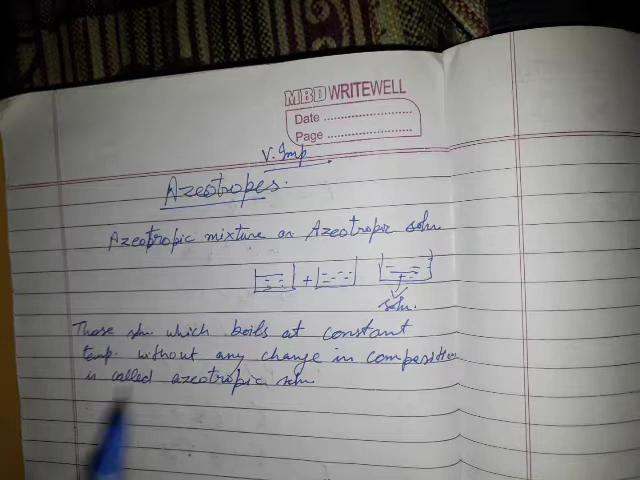 MBD WRITEWELL
Date
Page
V. Imp
Azeotropes.
Azeotropic mixture or Azeotropic soln
+
soln.
Those soln. which boils at constant
temp. without any change in composition
is called azeotropic soln